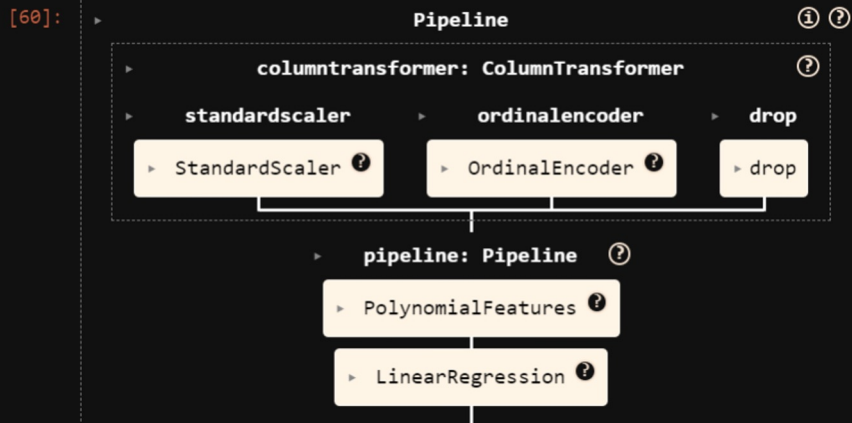 [60]:
Pipeline i ?
columntransformer: ColumnTransformer ?
standardscaler ordinalencoder drop
StandardScaler ? OrdinalEncoder ? drop
pipeline: Pipeline ?
PolynomialFeatures ?
LinearRegression ?